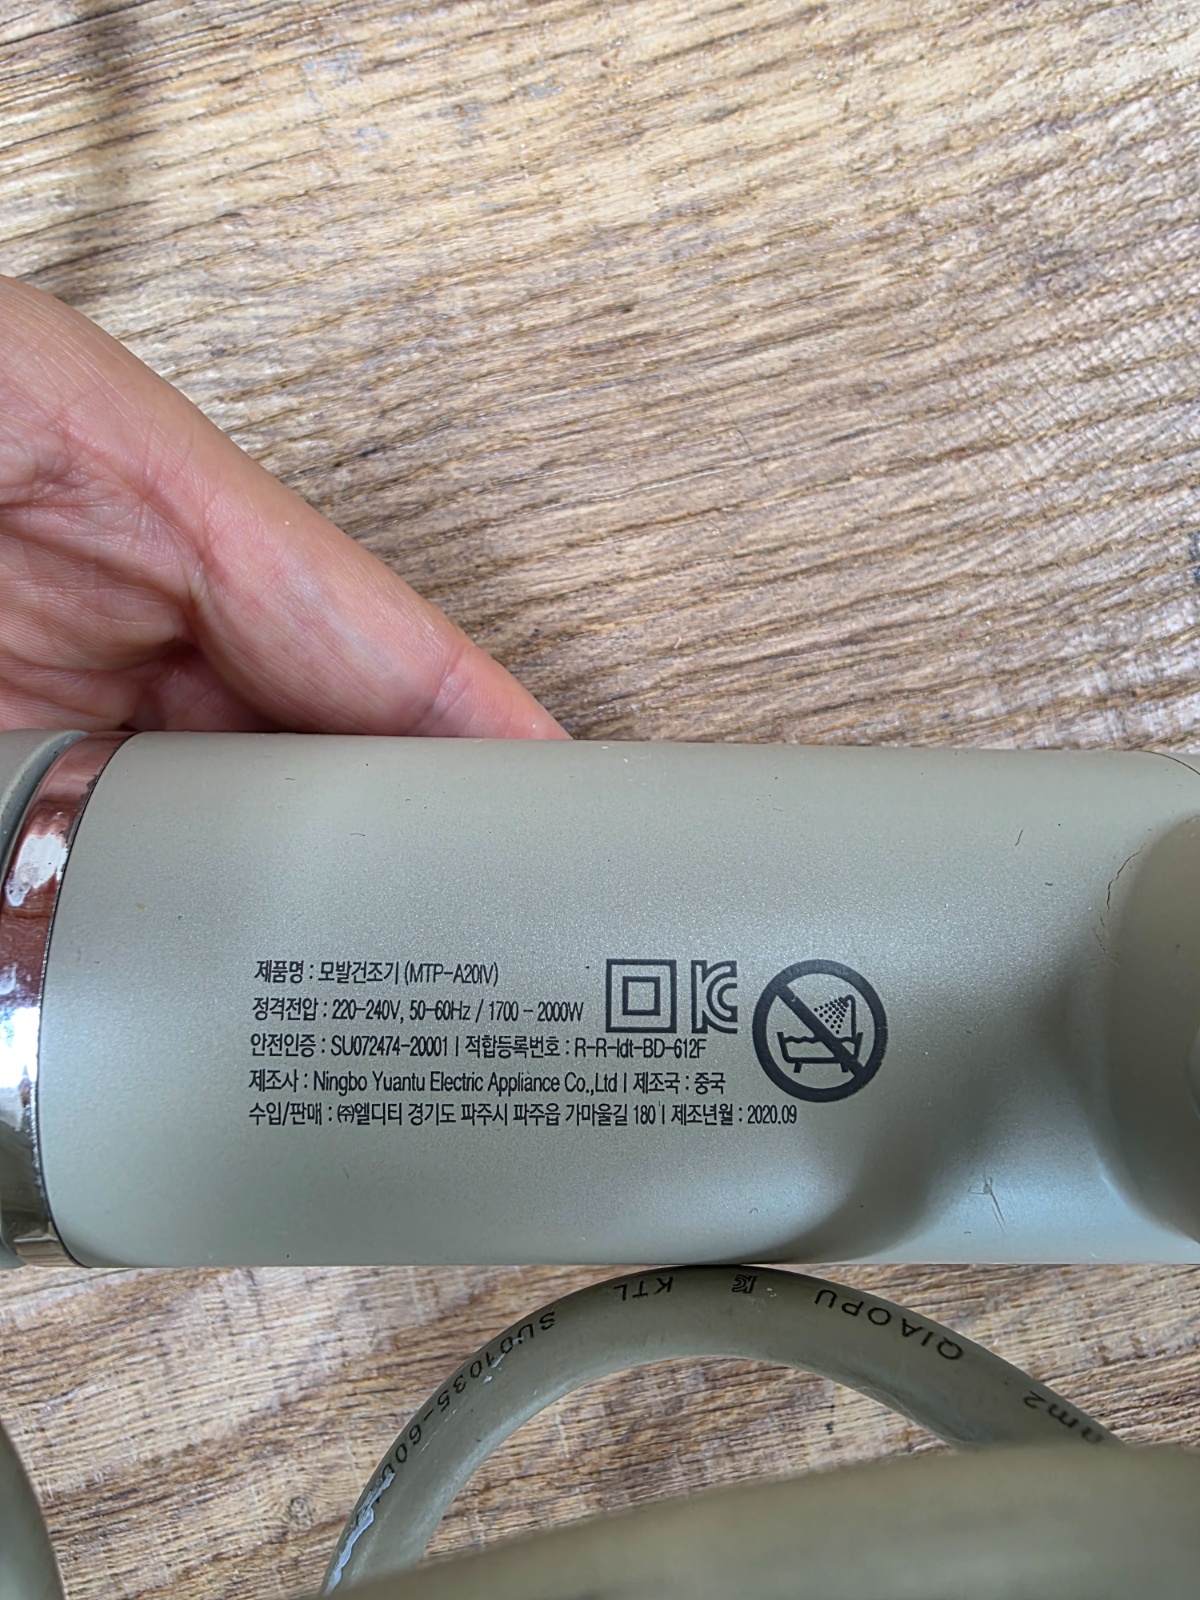 제품명 : 모발건조기 (MTP-A20IV)
정격전압 : 220-240V, 50-60Hz / 1700 - 2000W
안전인증 : SU072474-20001 | 적합등록번호 : R-R-ldt-BD-612F
제조사 : Ningbo Yuantu Electric Appliance Co.,Ltd | 제조국 : 중국
수입/판매 : ㈜엘디티 경기도 파주시 파주읍 가마울길 180 | 제조년월 : 2020.09
QIAOPU KTL